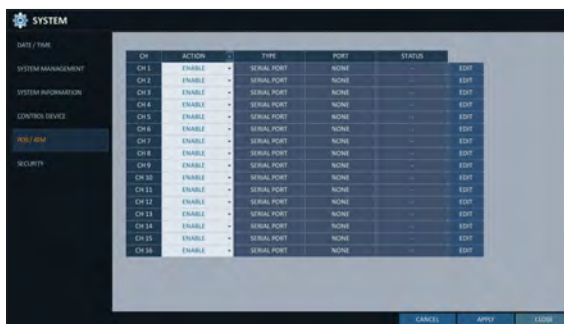 SYSTEM
DATE / TIME
SYSTEM MANAGEMENT
SYSTEM INFORMATION
CONTROL DEVICE
POS / ATM
SECURITY
CH ACTION TYPE PORT STATUS
CH 1 ENABLE SERIAL PORT NONE -- EDIT
CH 2 ENABLE SERIAL PORT NONE -- EDIT
CH 3 ENABLE SERIAL PORT NONE -- EDIT
CH 4 ENABLE SERIAL PORT NONE -- EDIT
CH 5 ENABLE SERIAL PORT NONE -- EDIT
CH 6 ENABLE SERIAL PORT NONE -- EDIT
CH 7 ENABLE SERIAL PORT NONE -- EDIT
CH 8 ENABLE SERIAL PORT NONE -- EDIT
CH 9 ENABLE SERIAL PORT NONE -- EDIT
CH 10 ENABLE SERIAL PORT NONE -- EDIT
CH 11 ENABLE SERIAL PORT NONE -- EDIT
CH 12 ENABLE SERIAL PORT NONE -- EDIT
CH 13 ENABLE SERIAL PORT NONE -- EDIT
CH 14 ENABLE SERIAL PORT NONE -- EDIT
CH 15 ENABLE SERIAL PORT NONE -- EDIT
CH 16 ENABLE SERIAL PORT NONE -- EDIT
CANCEL APPLY CLOSE